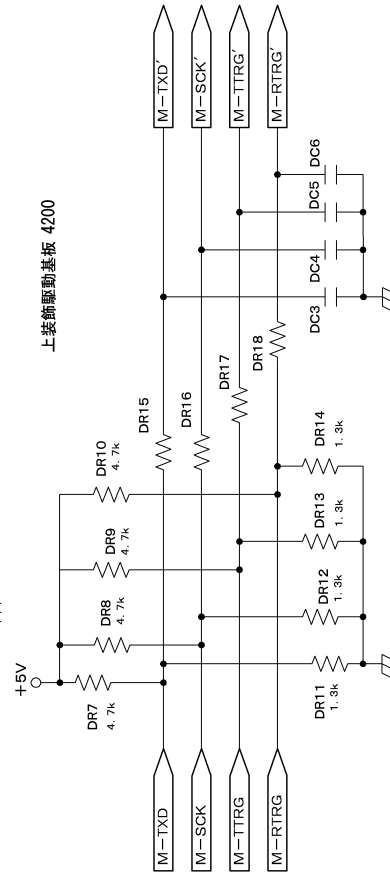 上装飾駆動基板 4200
+5V
DR7
4. 7k
DR8
4. 7k
DR9
4. 7k
DR10
4. 7k
M-TXD
DR15
M-TXD′
M-SCK
DR16
M-SCK′
M-TTRG
DR17
M-TTRG′
M-RTRG
DR18
M-RTRG′
DR11
1. 3k
DR12
1. 3k
DR13
1. 3k
DR14
1. 3k
DC3
DC4
DC5
DC6